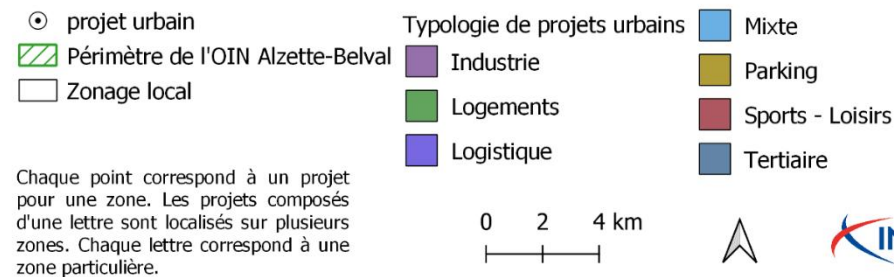 projet urbain
Périmètre de l'OIN Alzette-Belval
Zonage local
Chaque point correspond à un projet
pour une zone. Les projets composés
d'une lettre sont localisés sur plusieurs
zones. Chaque lettre correspond à une
zone particulière.
Typologie de projets urbains
Industrie
Logements
Logistique
Mixte
Parking
Sports - Loisirs
Tertiaire
0 2 4 km